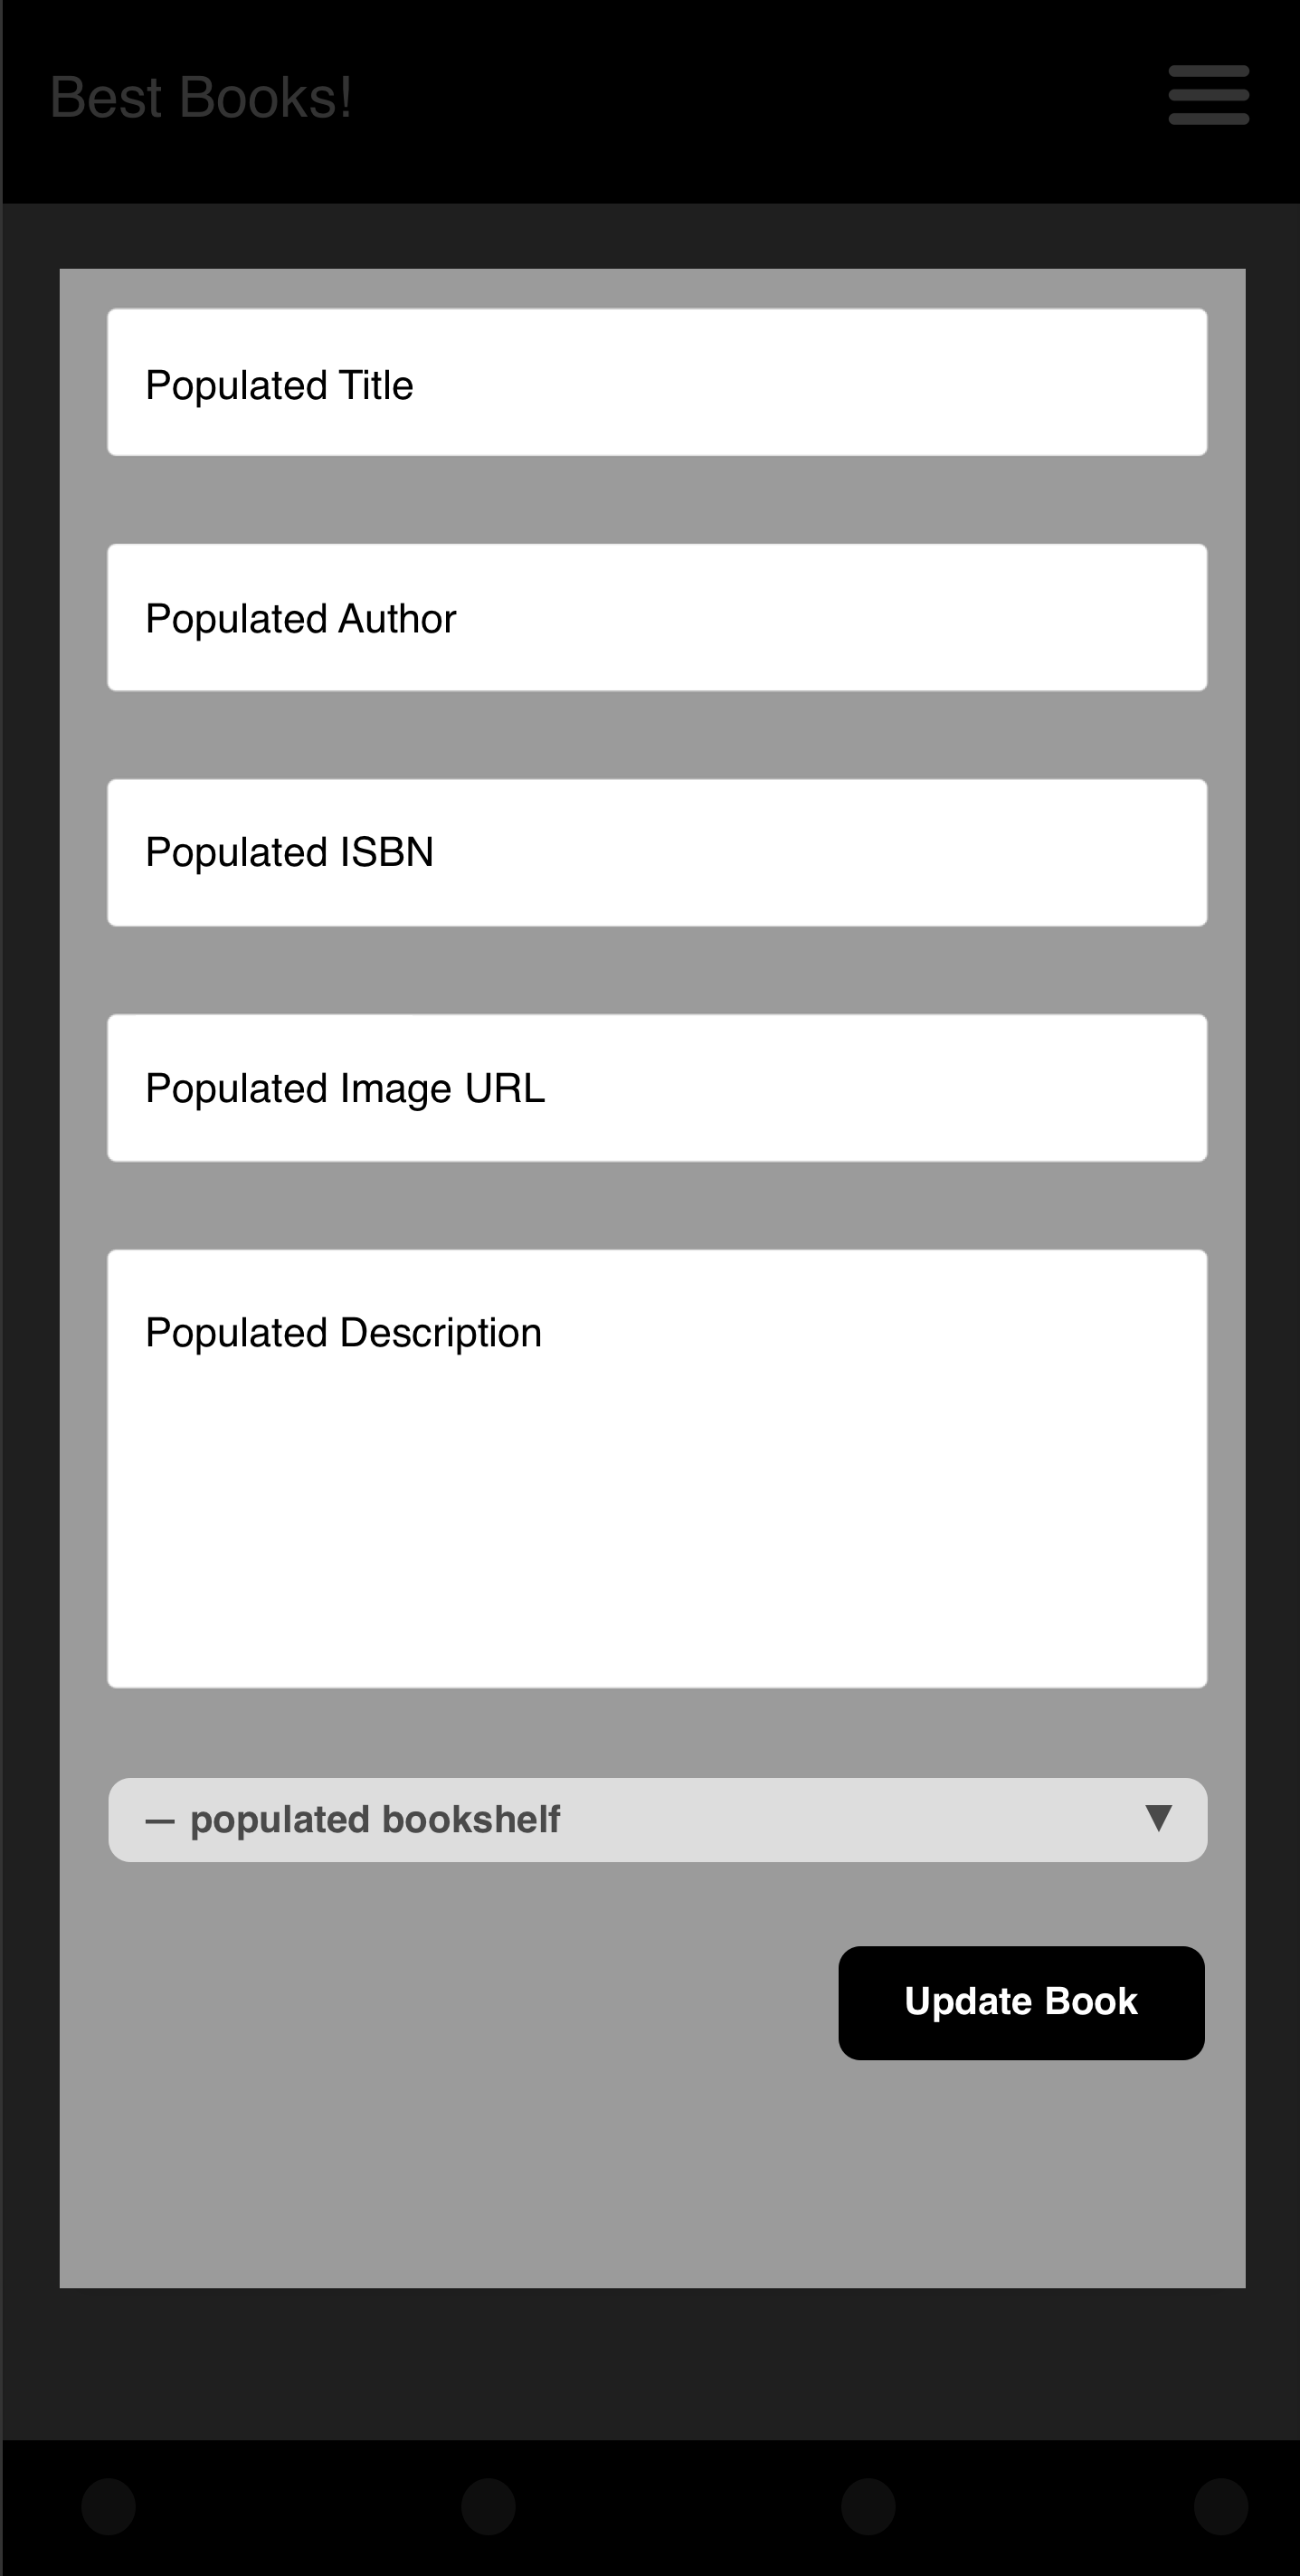 Best Books!
Populated Title
Populated Author
Populated ISBN
Populated Image URL
Populated Description
— populated bookshelf ▼
Update Book